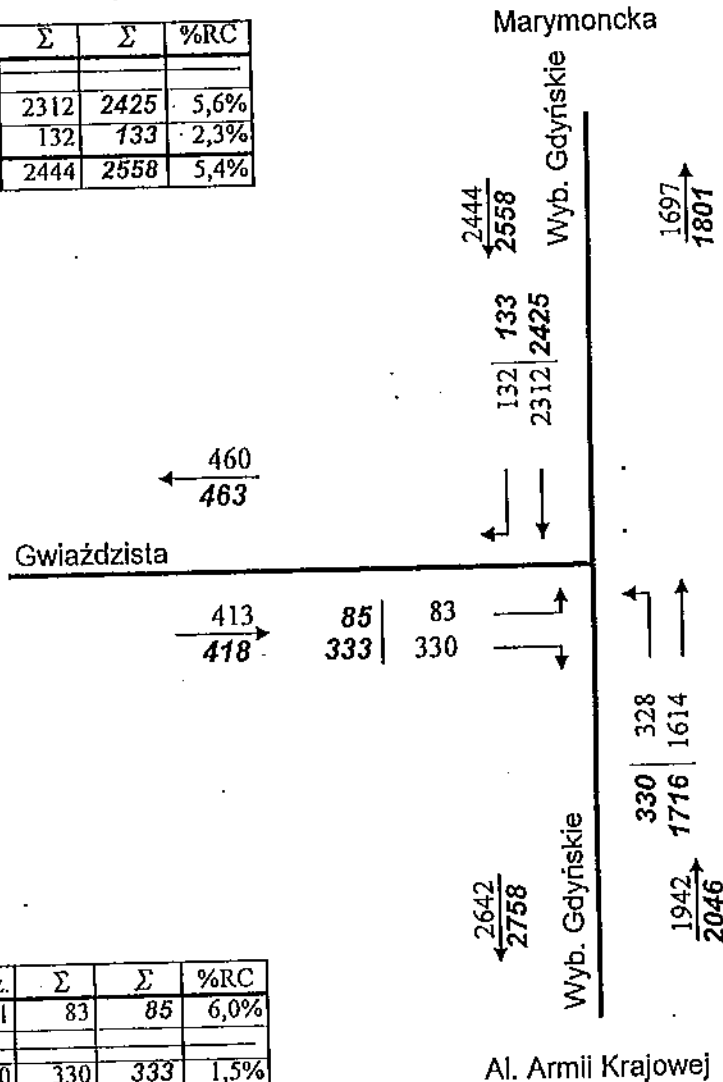 Σ Σ %RC
2312 2425 5,6%
132 133 2,3%
2444 2558 5,4%
Marymoncka
Wyb. Gdyńskie
2444
2558
1697
1801
132 133
2312 2425
460
463
Gwiaździsta
413
418
85 83
333 330
330 328
1716 1614
2642
2758
Wyb. Gdyńskie
1942
2046
Σ Σ %RC
83 85 6,0%
330 333 1,5%
Al. Armii Krajowej